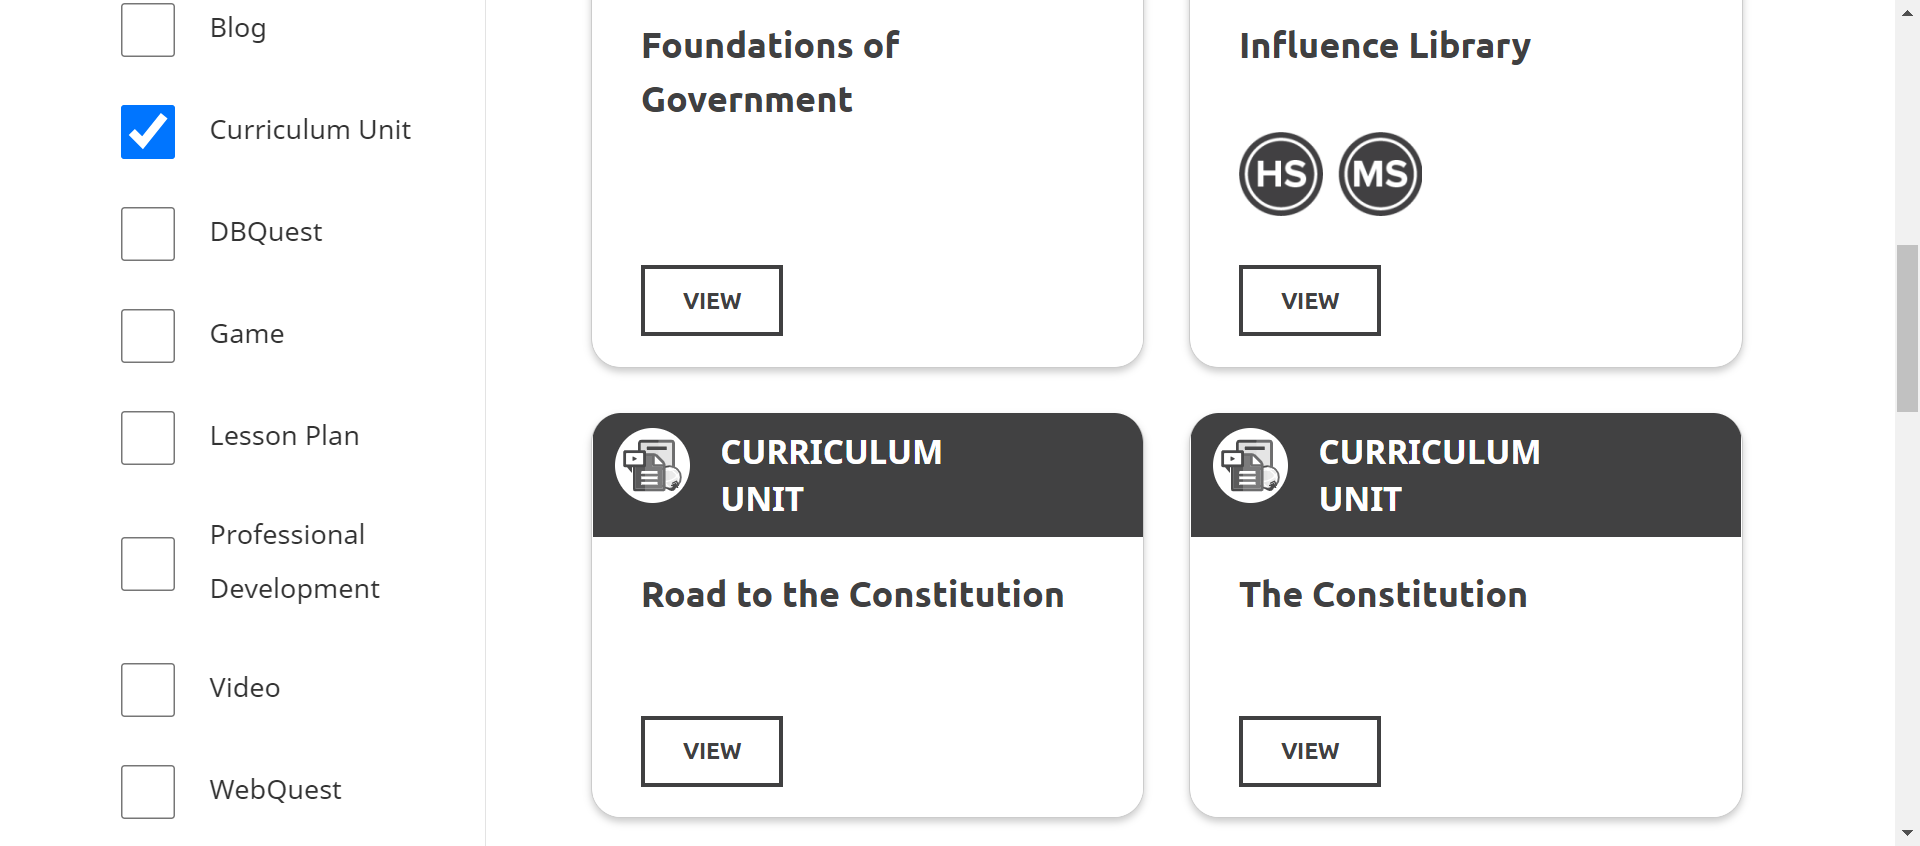 Blog
Curriculum Unit
DBQuest
Game
Lesson Plan
Professional
Development
Video
WebQuest
Foundations of
Government
VIEW
Influence Library
HS MS
VIEW
CURRICULUM
UNIT
Road to the Constitution
VIEW
CURRICULUM
UNIT
The Constitution
VIEW